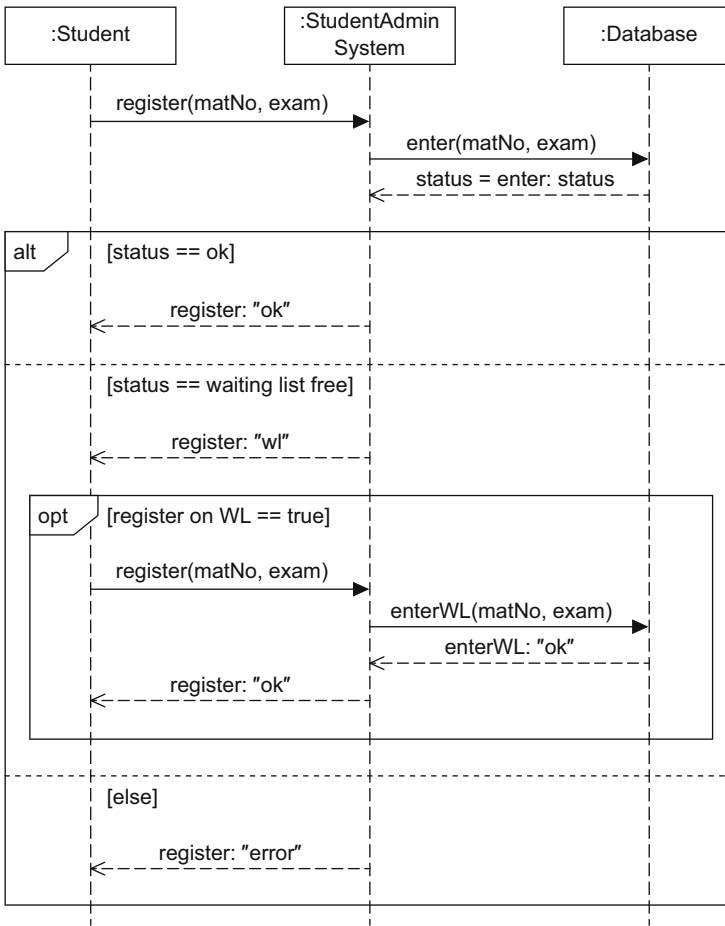 :Student
:StudentAdmin
System
:Database
register(matNo, exam)
enter(matNo, exam)
status = enter: status
alt
[status == ok]
register: "ok"
[status == waiting list free]
register: "wl"
opt
[register on WL == true]
register(matNo, exam)
enterWL(matNo, exam)
enterWL: "ok"
register: "ok"
[else]
register: "error"